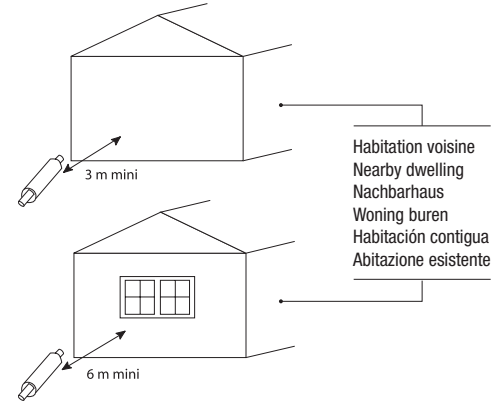 3 m mini
Habitation voisine
Nearby dwelling
Nachbarhaus
Woning buren
Habitación contigua
Abitazione esistente
6 m mini